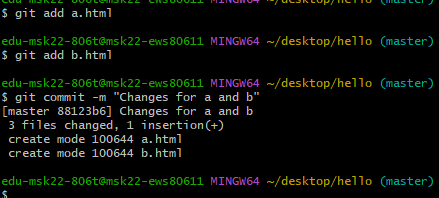 $ git add a.html
edu-msk22-806t@msk22-ews80611 MINGW64 ~/desktop/hello (master)
$ git add b.html
edu-msk22-806t@msk22-ews80611 MINGW64 ~/desktop/hello (master)
$ git commit -m "Changes for a and b"
[master 88123b6] Changes for a and b
 3 files changed, 1 insertion(+)
 create mode 100644 a.html
 create mode 100644 b.html
edu-msk22-806t@msk22-ews80611 MINGW64 ~/desktop/hello (master)
$